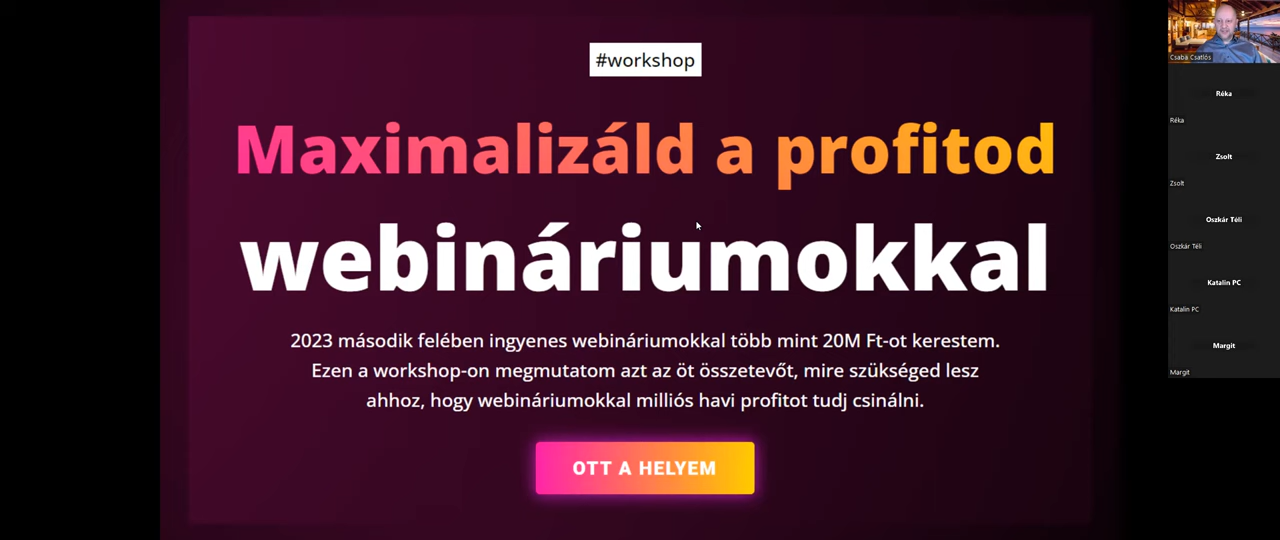 #workshop
Maximalizáld a profitod
webináriumokkal
2023 második felében ingyenes webináriumokkal több mint 20M Ft-ot kerestem.
Ezen a workshop-on megmutatom azt az öt összetevőt, mire szükséged lesz
ahhoz, hogy webináriumokkal milliós havi profitot tudj csinálni.
OTT A HELYEM
Csaba Csatlós
Réka
Réka
Zsolt
Zsolt
Oszkár Téli
Oszkár Téli
Katalin PC
Katalin PC
Margit
Margit